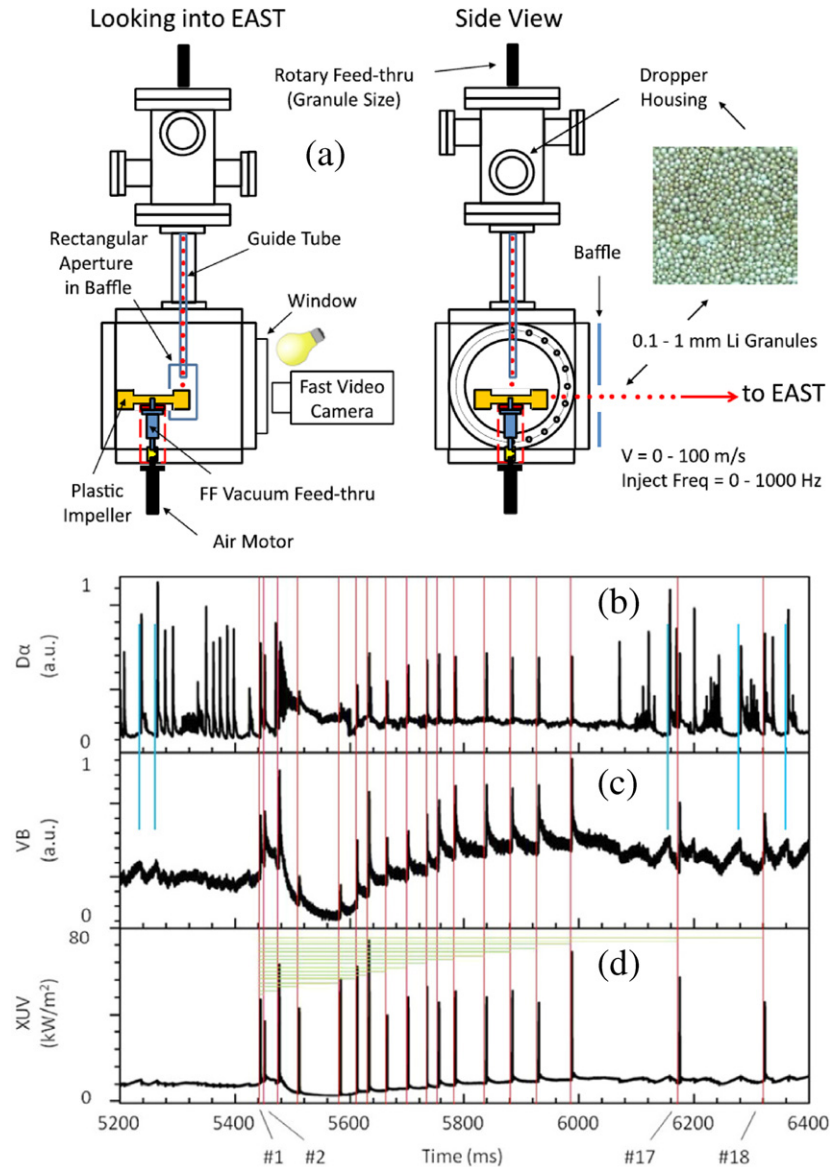 Looking into EAST
Side View
Rotary Feed-thru
(Granule Size)
Dropper
Housing
(a)
Rectangular
Aperture
in Baffle
Guide Tube
Window
Baffle
Fast Video
Camera
0.1 - 1 mm Li Granules
to EAST
V = 0 - 100 m/s
Inject Freq = 0 - 1000 Hz
Plastic
Impeller
FF Vacuum Feed-thru
Air Motor
1
Dα
(a.u.)
0
(b)
1
VB
(a.u.)
0
(c)
80
XUV
(kW/m²)
0
(d)
5200 5400 5600 5800 6000 6200 6400
Time (ms)
#1 #2 #17 #18